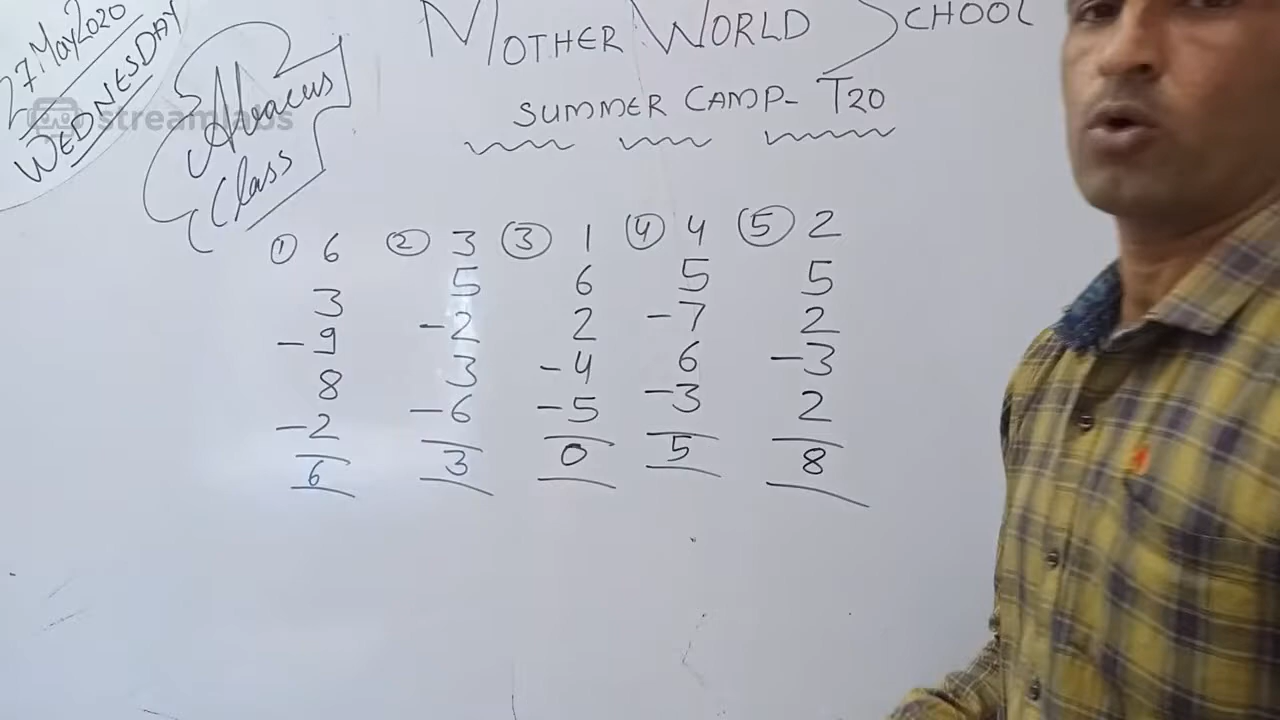 27 May 2020
WEDNESDAY
streamlabs
Abacus
Class
MOTHER WORLD SCHOOL
SUMMER CAMP- T20
① 6 ② 3 ③ 1 ④ 4 ⑤ 2
3 5 6 5 5
-9 -2 2 -7 2
8 3 -4 6 -3
-2 -6 -5 -3 2
6 3 0 5 8